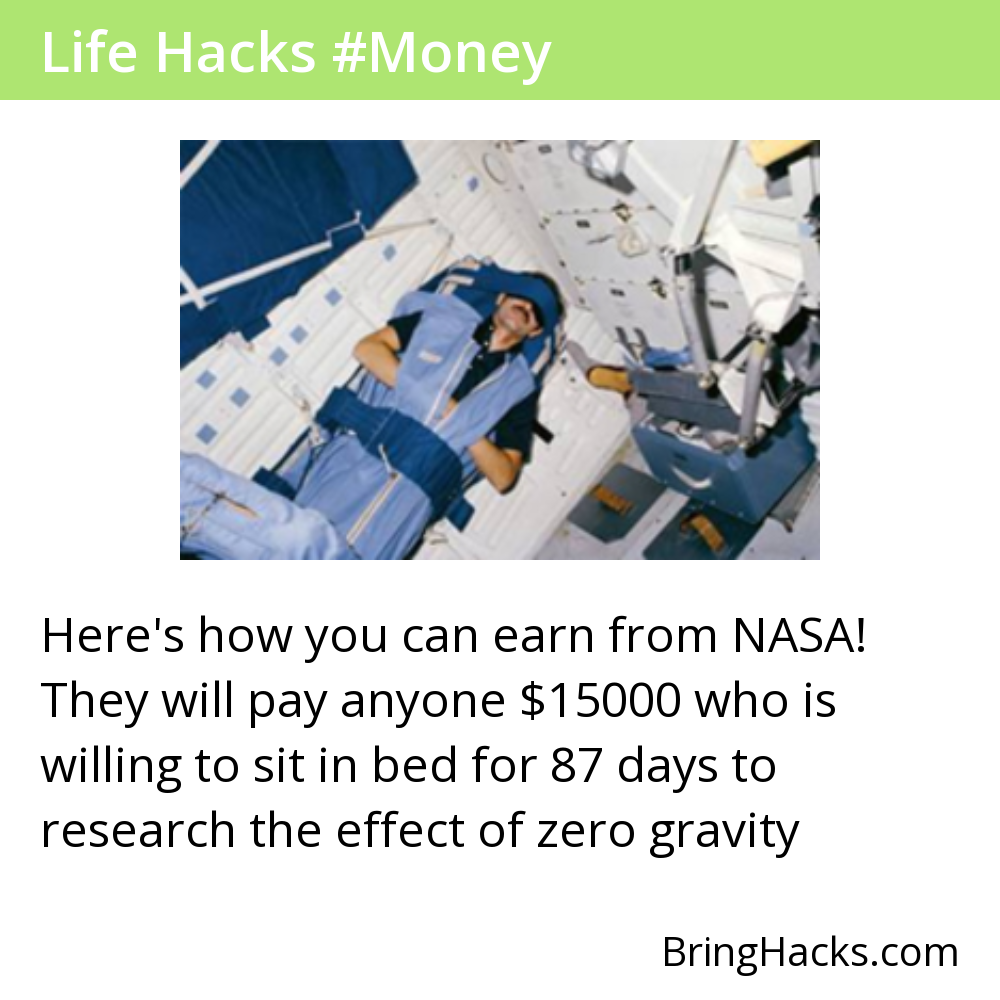 Life Hacks #Money
Here's how you can earn from NASA!
They will pay anyone $15000 who is
willing to sit in bed for 87 days to
research the effect of zero gravity
BringHacks.com